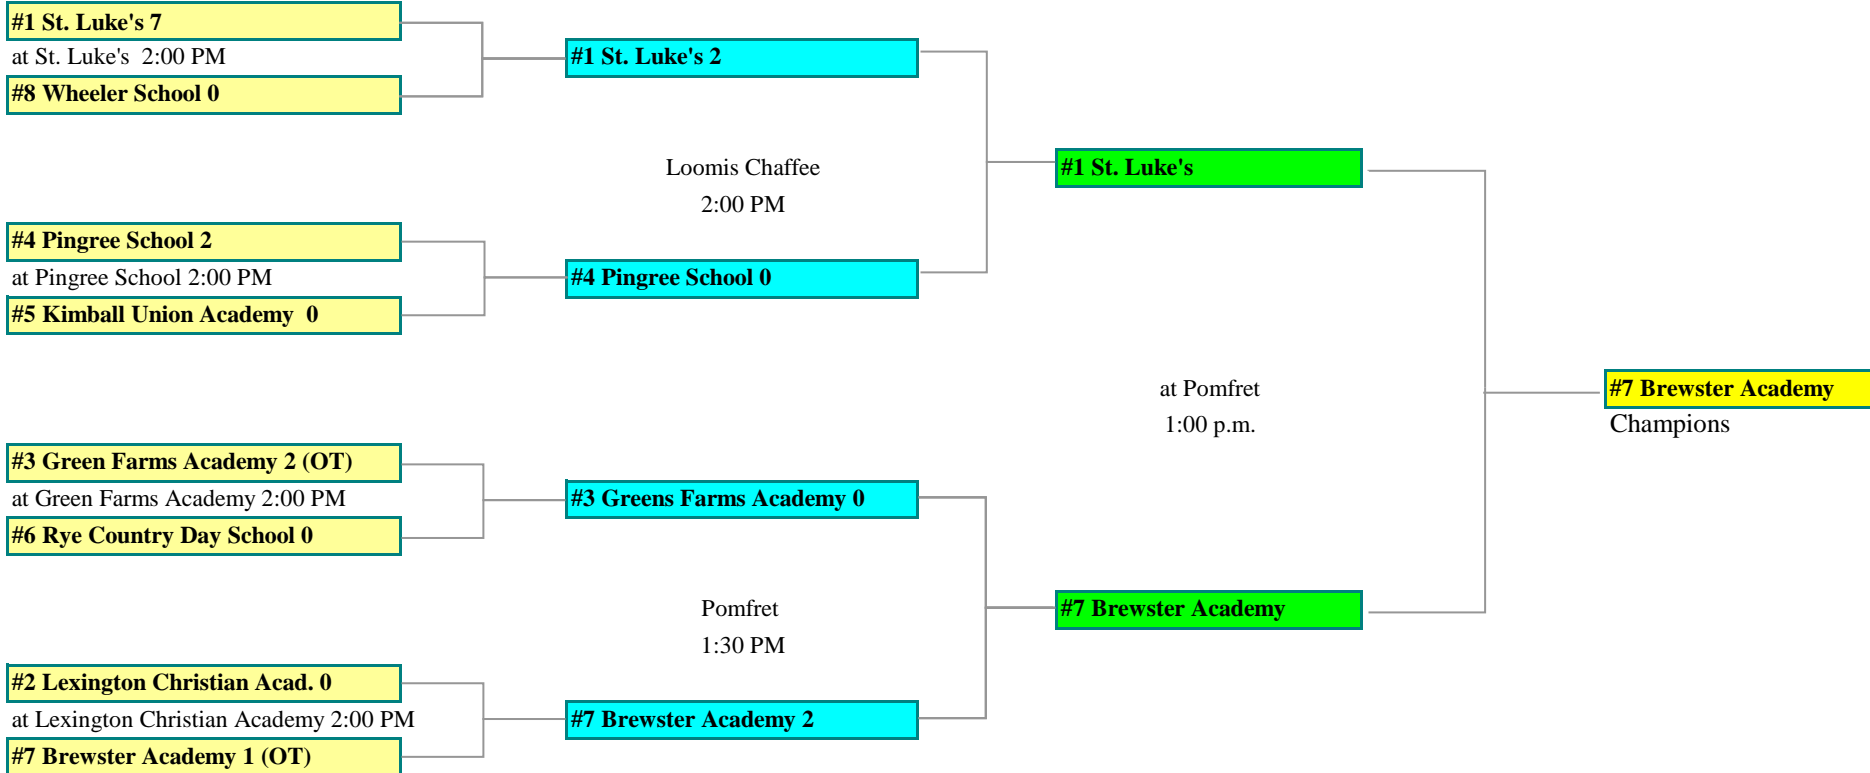 #1 St. Luke's 7
at St. Luke's  2:00 PM
#8 Wheeler School 0
#1 St. Luke's 2
Loomis Chaffee
2:00 PM
#4 Pingree School 2
at Pingree School 2:00 PM
#5 Kimball Union Academy  0
#4 Pingree School 0
#1 St. Luke's
at Pomfret
1:00 p.m.
#7 Brewster Academy
Champions
#3 Green Farms Academy 2 (OT)
at Green Farms Academy 2:00 PM
#6 Rye Country Day School 0
#3 Greens Farms Academy 0
Pomfret
1:30 PM
#7 Brewster Academy
#2 Lexington Christian Acad. 0
at Lexington Christian Academy 2:00 PM
#7 Brewster Academy 1 (OT)
#7 Brewster Academy 2